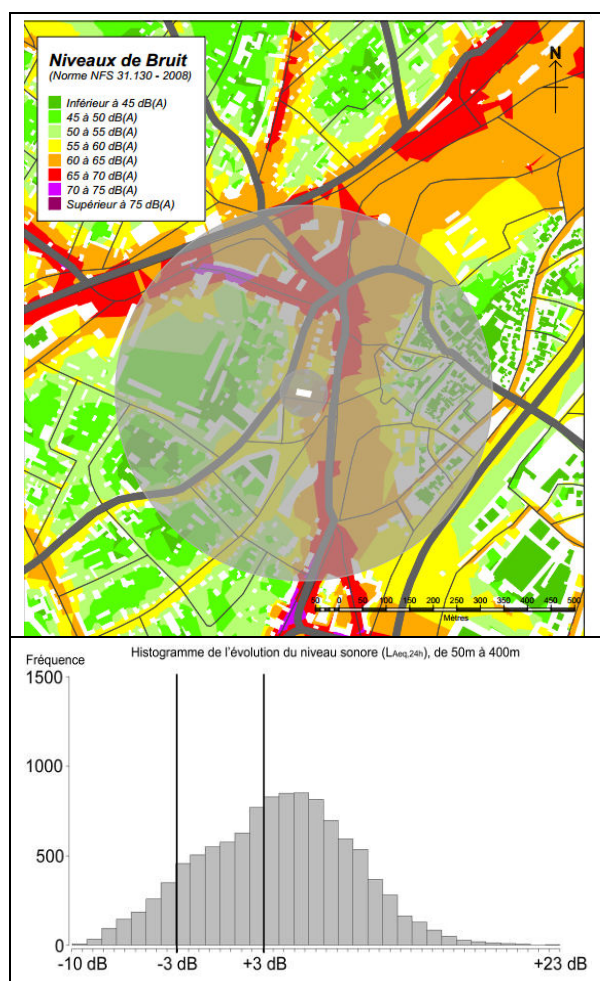 Niveaux de Bruit
(Norme NFS 31.130 - 2008)
Inférieur à 45 dB(A)
45 à 50 dB(A)
50 à 55 dB(A)
55 à 60 dB(A)
60 à 65 dB(A)
65 à 70 dB(A)
70 à 75 dB(A)
Supérieur à 75 dB(A)
N
50 0 50 100 150 200 250 300 350 400 450 500
Mètres
Histogramme de l'évolution du niveau sonore (LAeq,24h), de 50m à 400m
Fréquence
1500
1000
500
0
-10 dB -3 dB +3 dB +23 dB